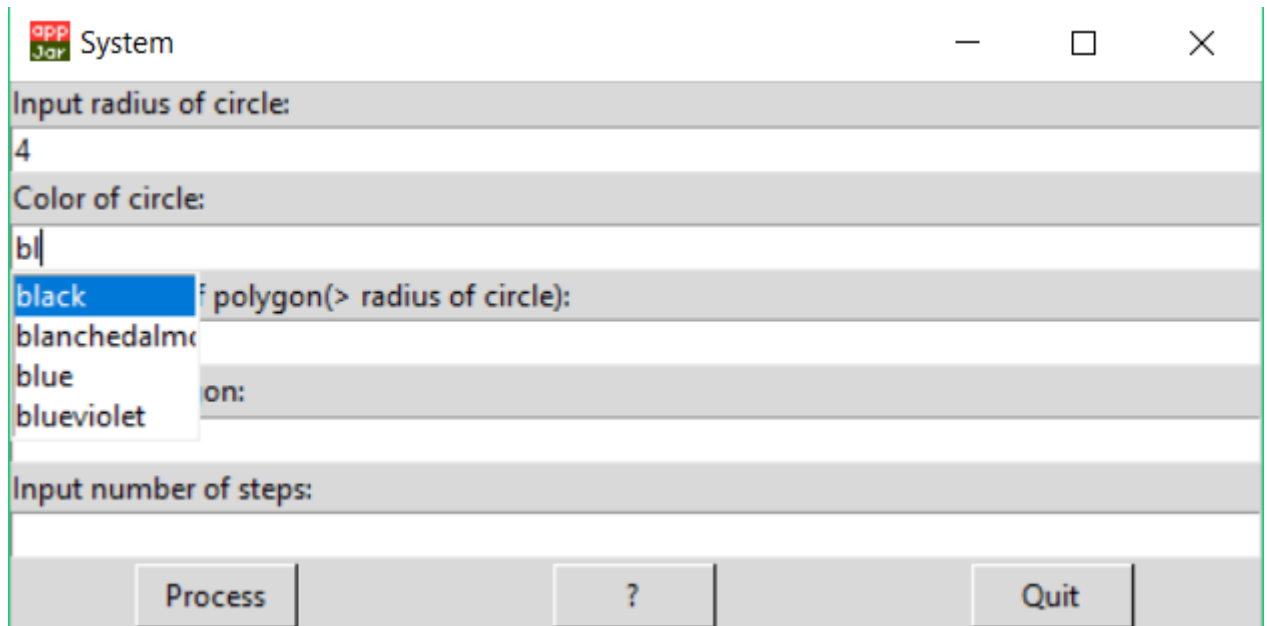 app
Jar System
Input radius of circle:
4
Color of circle:
bl
black
polygon(> radius of circle):
blanchedalm
blue
on:
blueviolet
Input number of steps:
Process ? Quit